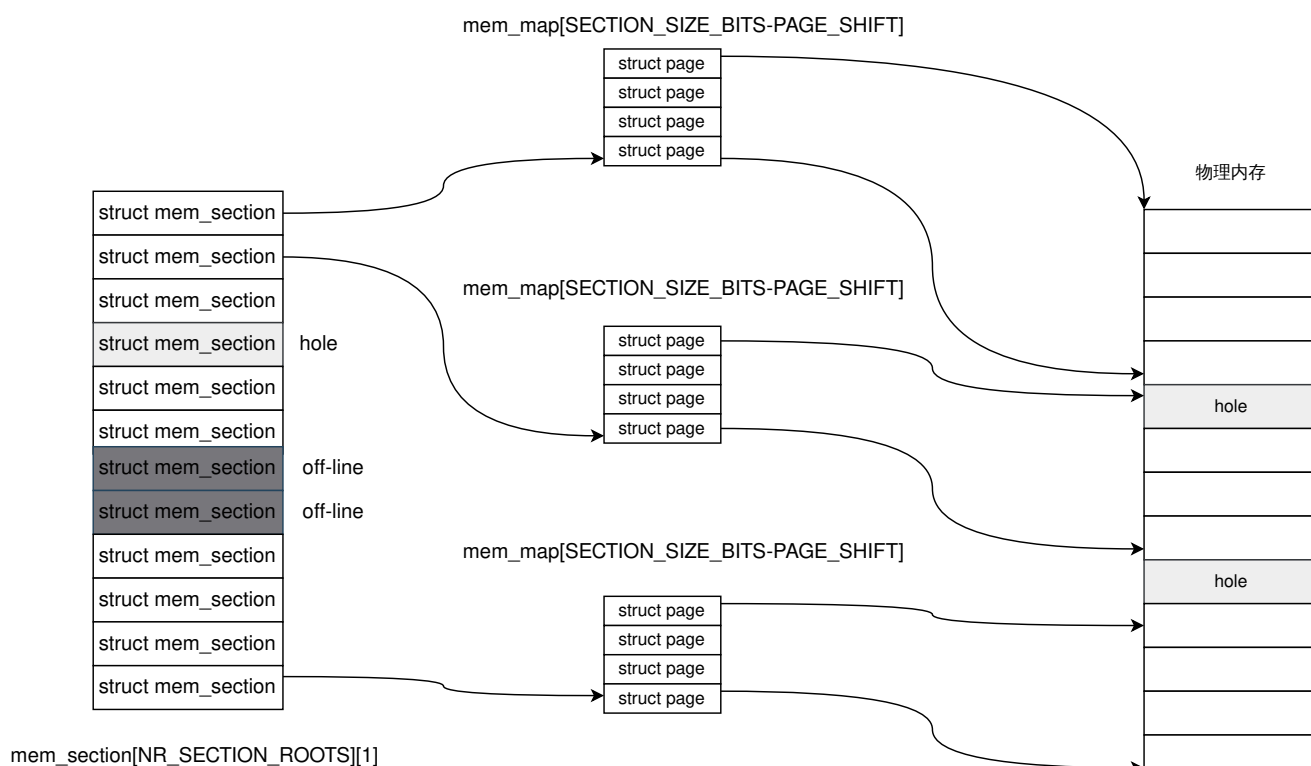 mem_map[SECTION_SIZE_BITS-PAGE_SHIFT]
struct page
struct page
struct page
struct page
物理内存
struct mem_section
struct mem_section
struct mem_section
struct mem_section hole
struct mem_section
struct mem_section
struct mem_section off-line
struct mem_section off-line
struct mem_section
struct mem_section
struct mem_section
struct mem_section
mem_section[NR_SECTION_ROOTS][1]
mem_map[SECTION_SIZE_BITS-PAGE_SHIFT]
struct page
struct page
struct page
struct page
mem_map[SECTION_SIZE_BITS-PAGE_SHIFT]
struct page
struct page
struct page
struct page
hole
hole